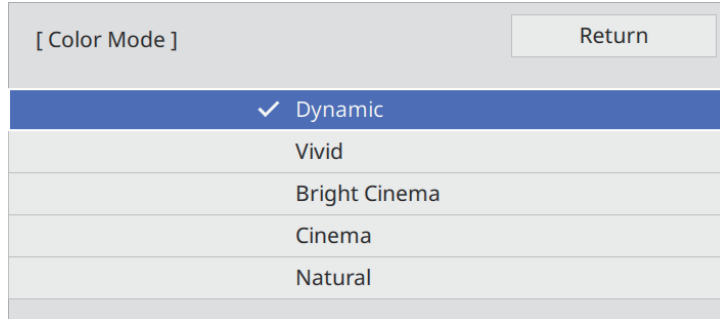 [ Color Mode ]
Return
Dynamic
Vivid
Bright Cinema
Cinema
Natural